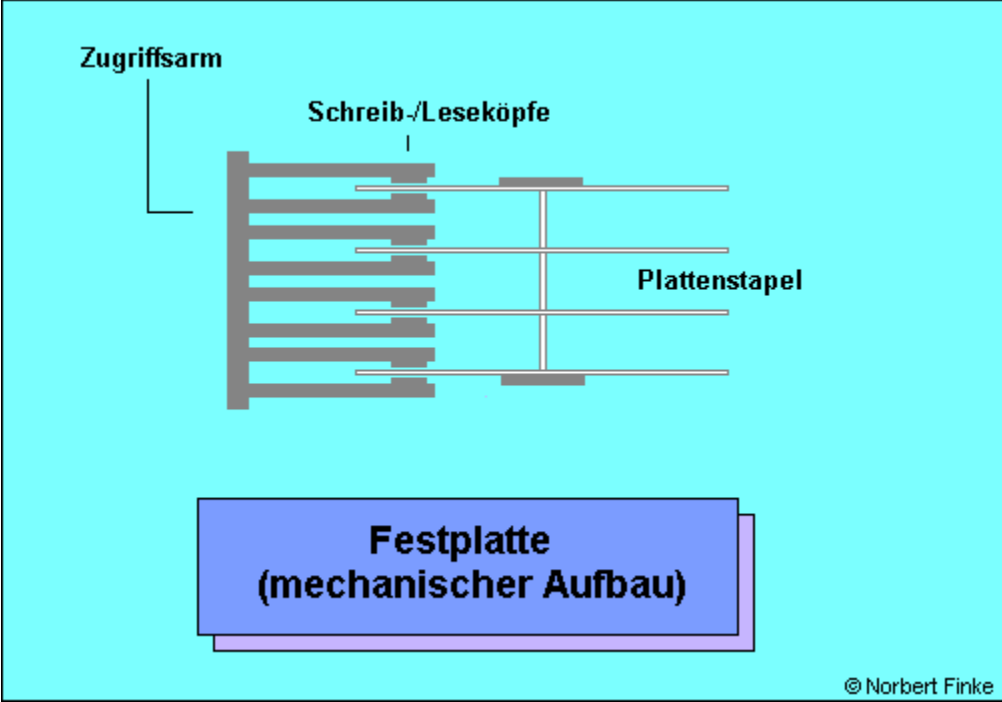 Zugriffsarm
Schreib-/Leseköpfe
Plattenstapel
Festplatte
(mechanischer Aufbau)
© Norbert Finke